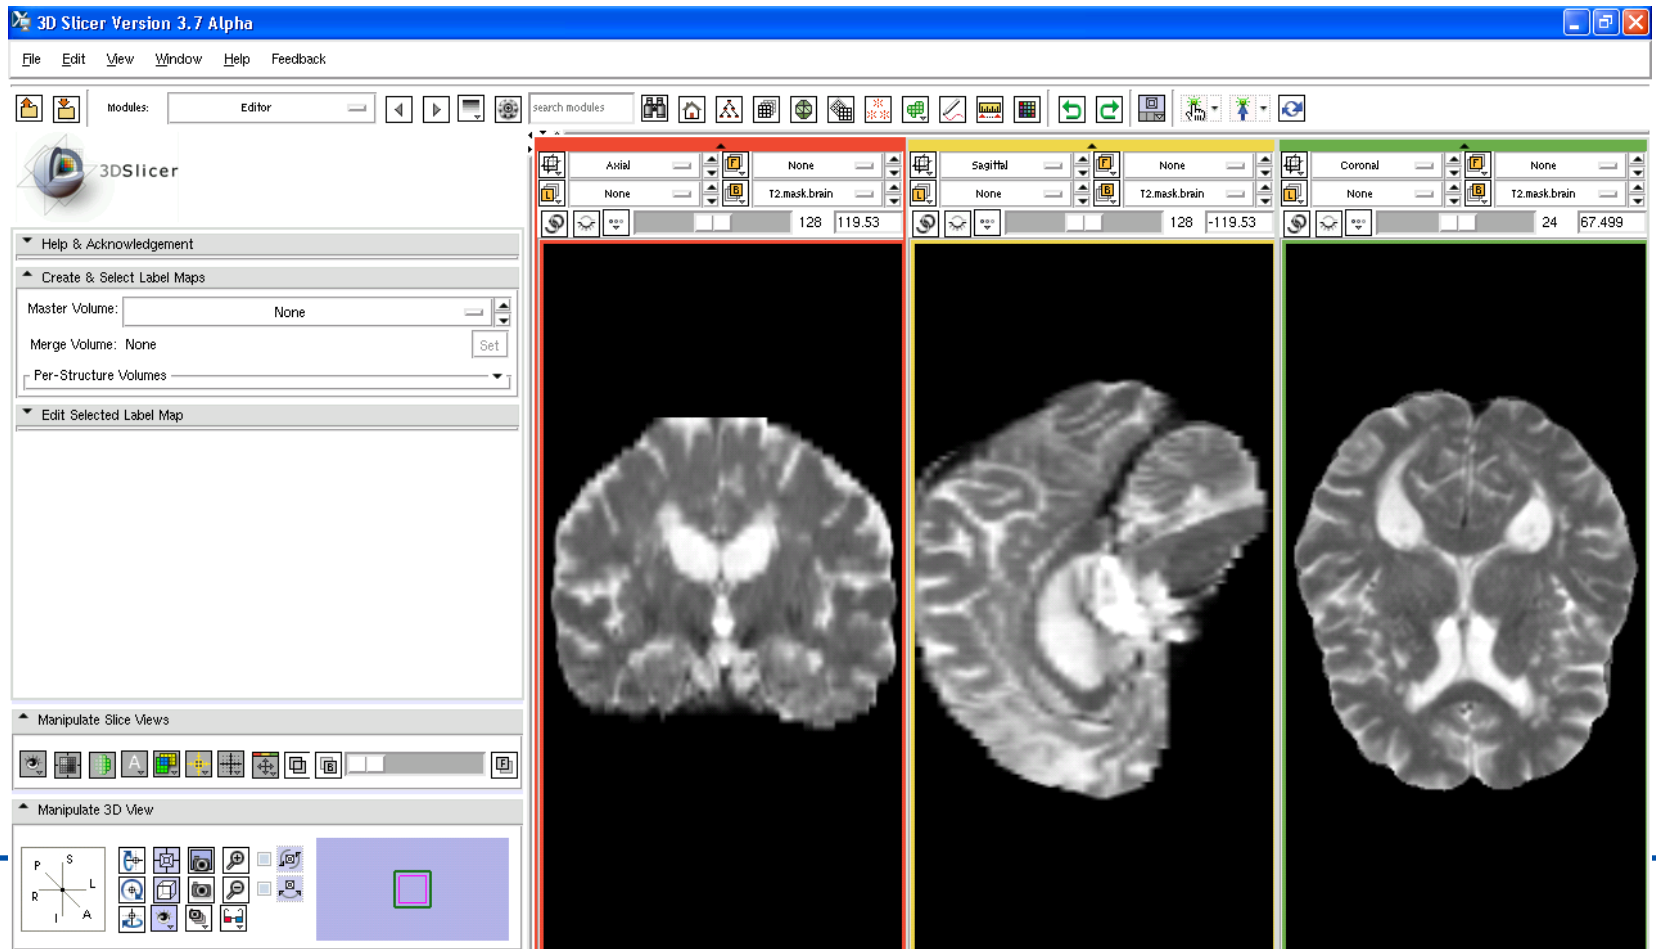 3D Slicer Version 3.7 Alpha
File Edit View Window Help Feedback
Modules: Editor search modules
3DSlicer
Axial None
None T2.mask.brain
128 119.53
Sagittal None
None T2.mask.brain
128 -119.53
Coronal None
None T2.mask.brain
24 67.499
Help & Acknowledgement
Create & Select Label Maps
Master Volume: None
Merge Volume: None Set
Per-Structure Volumes
Edit Selected Label Map
Manipulate Slice Views
A B F
Manipulate 3D View
P S
L
R
I A